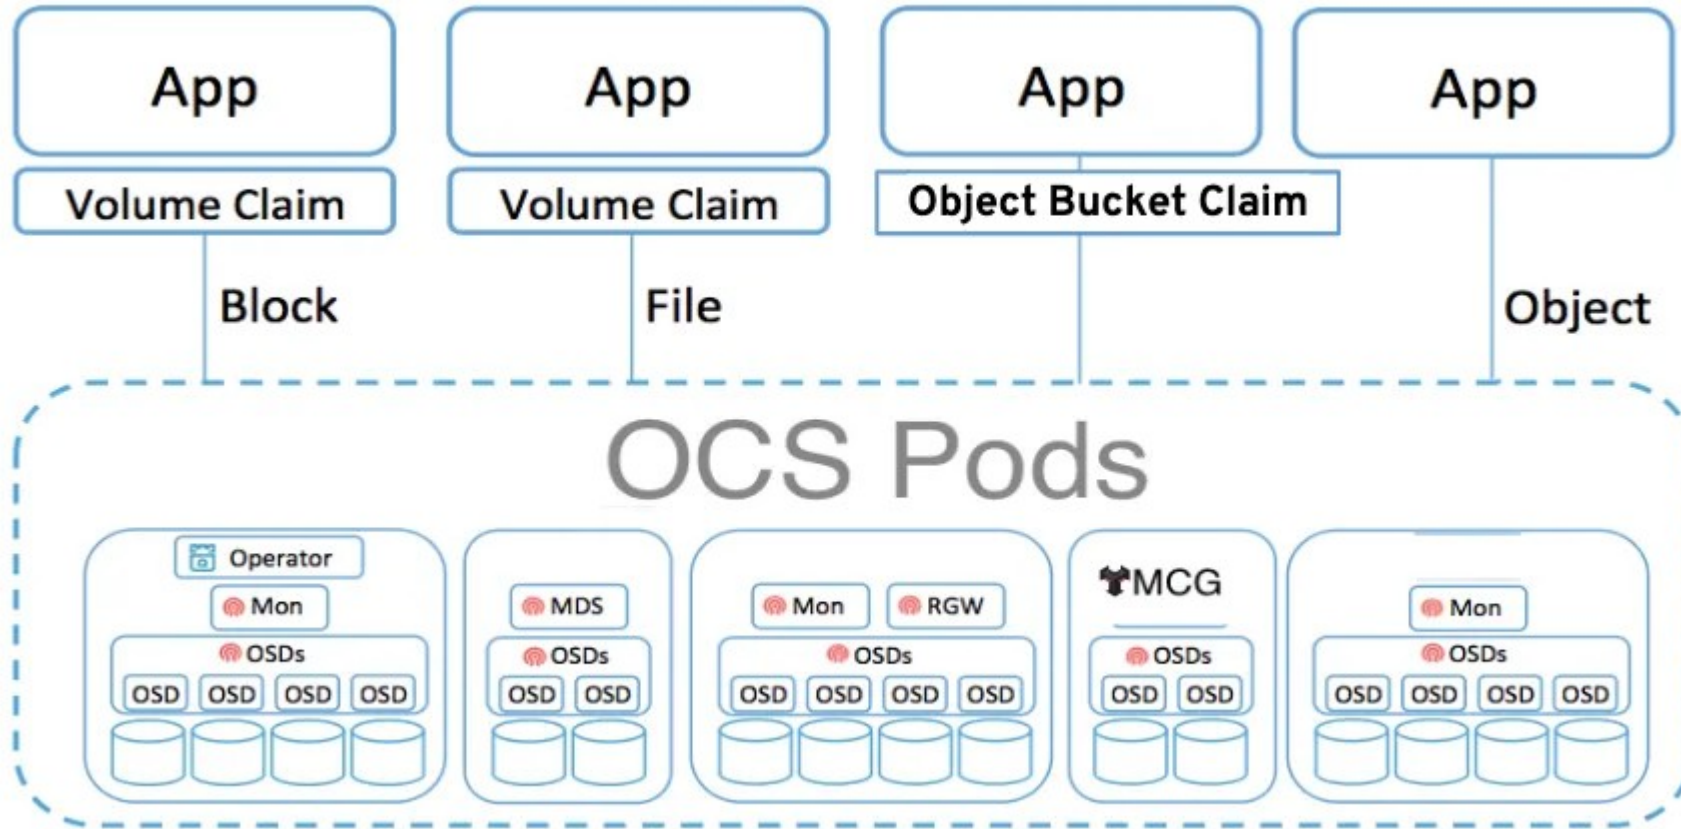 App App App App
Volume Claim Volume Claim Object Bucket Claim
Block File Object
OCS Pods
Operator
MCG
Mon MDS Mon RGW Mon
OSDs OSDs OSDs OSDs OSDs
OSD OSD OSD OSD OSD OSD OSD OSD OSD OSD OSD OSD OSD OSD OSD OSD